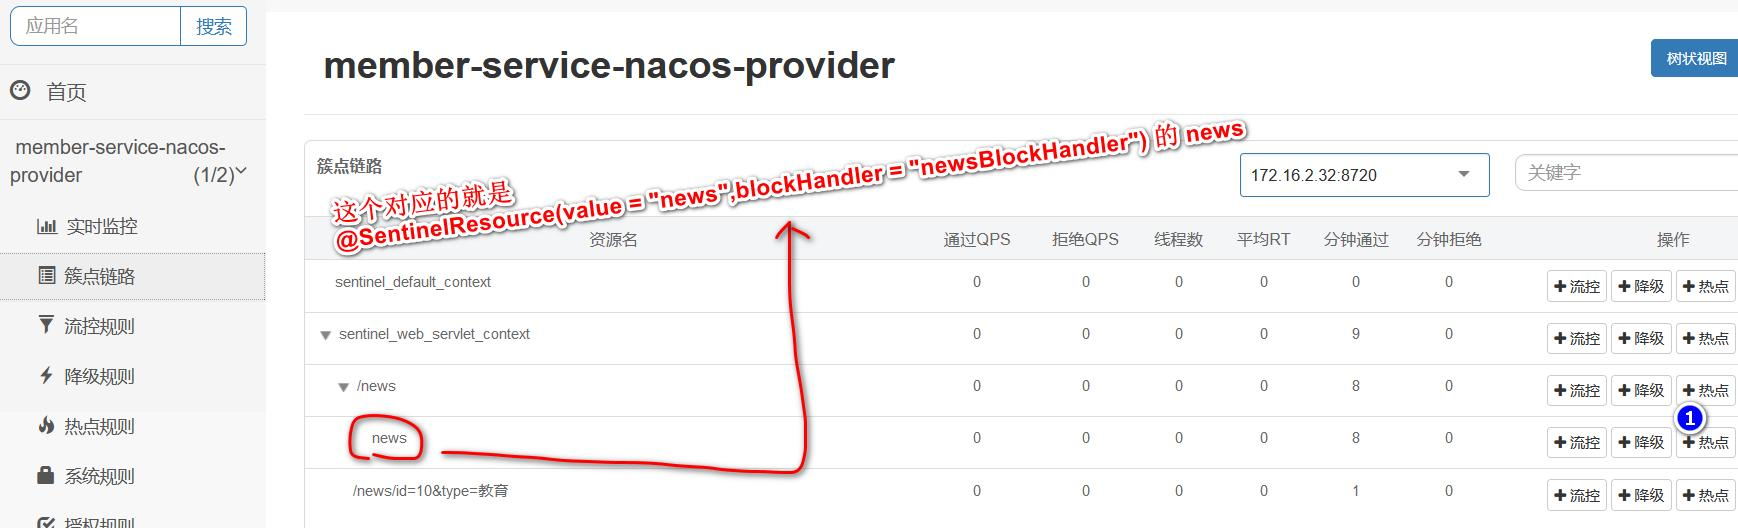 应用名
搜索
首页
member-service-nacos-
provider (1/2)
实时监控
簇点链路
流控规则
降级规则
热点规则
系统规则
授权规则
member-service-nacos-provider
树状视图
簇点链路
172.16.2.32:8720
关键字
这个对应的就是
@SentinelResource(value = "news",blockHandler = "newsBlockHandler") 的 news
资源名 通过QPS 拒绝QPS 线程数 平均RT 分钟通过 分钟拒绝 操作
sentinel_default_context 0 0 0 0 0 0 流控 降级 热点
sentinel_web_servlet_context 0 0 0 0 9 0 流控 降级 热点
/news 0 0 0 0 8 0 流控 降级 热点
1
news 0 0 0 0 8 0 流控 降级 热点
/news/id=10&type=教育 0 0 0 0 1 0 流控 降级 热点